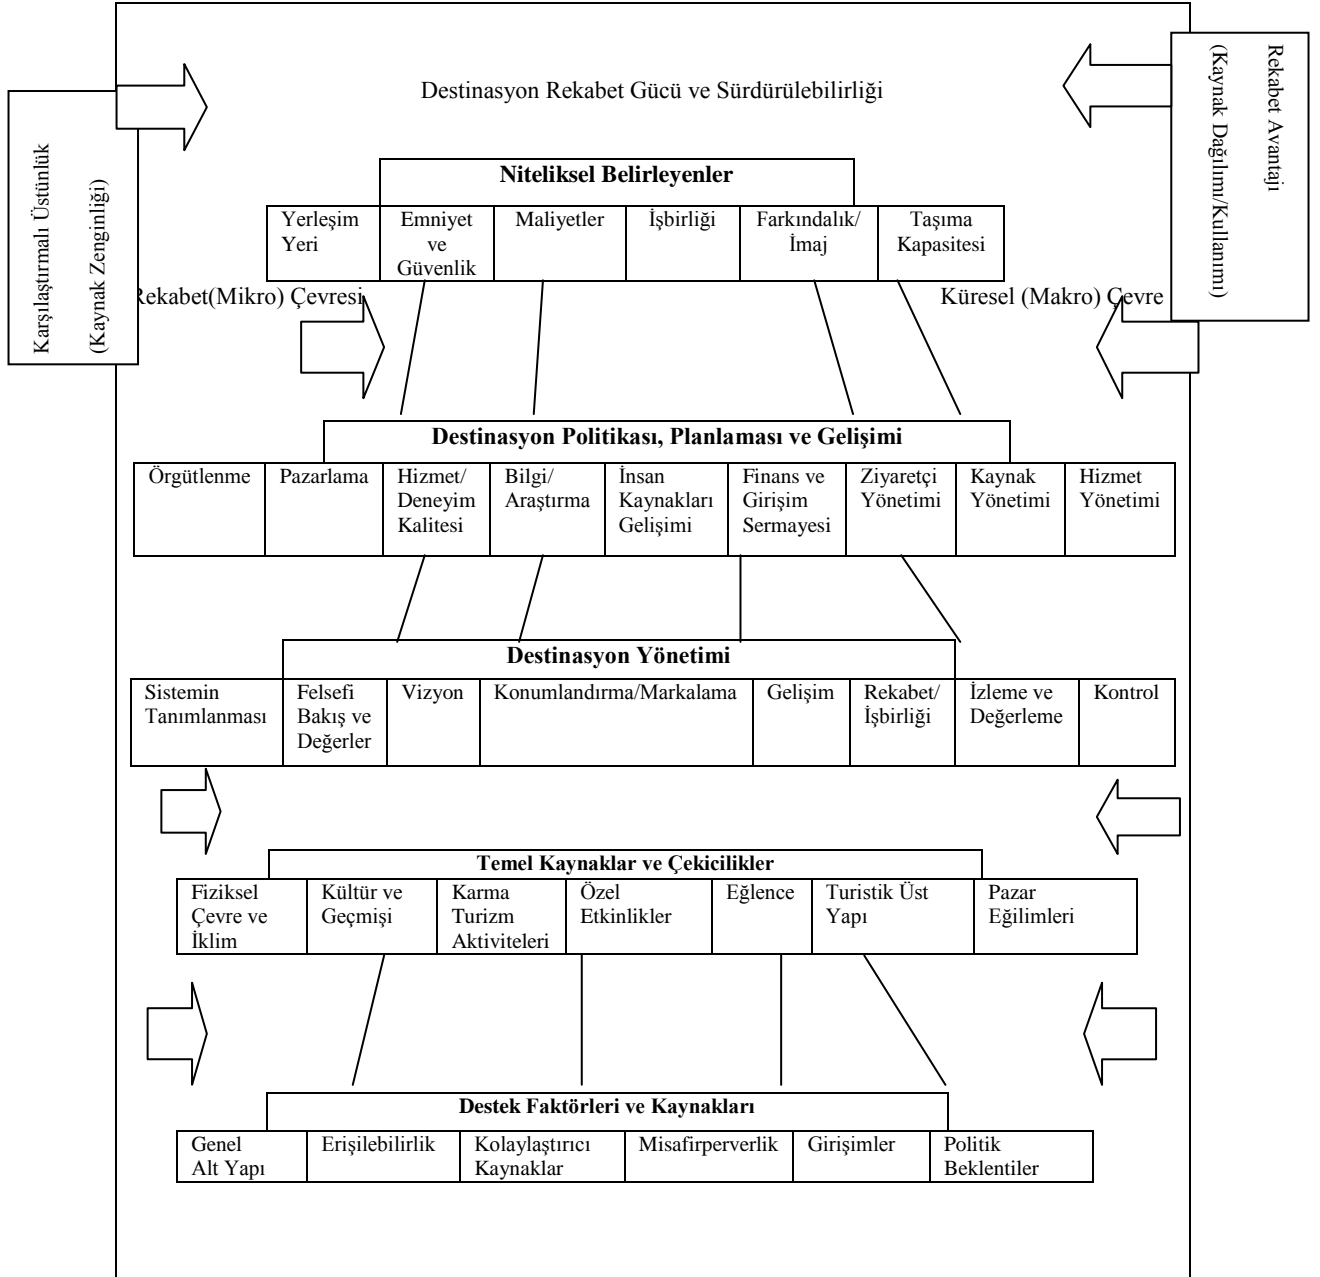 Destinasyon Rekabet Gücü ve Sürdürülebilirliği
Karşılaştırmalı Üstünlük
(Kaynak Zenginliği)
Rekabet Avantajı
(Kaynak Dağılımı/Kullanımı)
Niteliksel Belirleyenler
Yerleşim
Yeri
Emniyet
ve
Güvenlik
Maliyetler
İşbirliği
Farkındalık/
İmaj
Taşıma
Kapasitesi
Rekabet(Mikro) Çevresi
Küresel (Makro) Çevre
Destinasyon Politikası, Planlaması ve Gelişimi
Örgütlenme
Pazarlama
Hizmet/
Deneyim
Kalitesi
Bilgi/
Araştırma
İnsan
Kaynakları
Gelişimi
Finans ve
Girişim
Sermayesi
Ziyaretçi
Yönetimi
Kaynak
Yönetimi
Hizmet
Yönetimi
Destinasyon Yönetimi
Sistemin
Tanımlanması
Felsefi
Bakış ve
Değerler
Vizyon
Konumlandırma/Markalama
Gelişim
Rekabet/
İşbirliği
İzleme ve
Değerleme
Kontrol
Temel Kaynaklar ve Çekicilikler
Fiziksel
Çevre ve
İklim
Kültür ve
Geçmişi
Karma
Turizm
Aktiviteleri
Özel
Etkinlikler
Eğlence
Turistik Üst
Yapı
Pazar
Eğilimleri
Destek Faktörleri ve Kaynakları
Genel
Alt Yapı
Erişilebilirlik
Kolaylaştırıcı
Kaynaklar
Misafirperverlik
Girişimler
Politik
Beklentiler